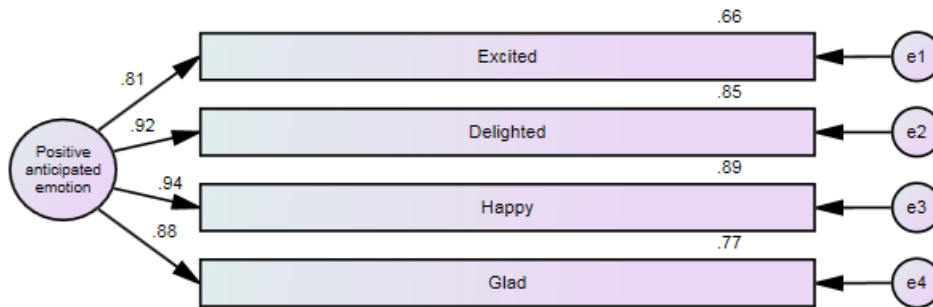 .66
Excited
e1
.81
.85
.92
Delighted
e2
Positive
anticipated
emotion
.94
.89
Happy
e3
.88
.77
Glad
e4